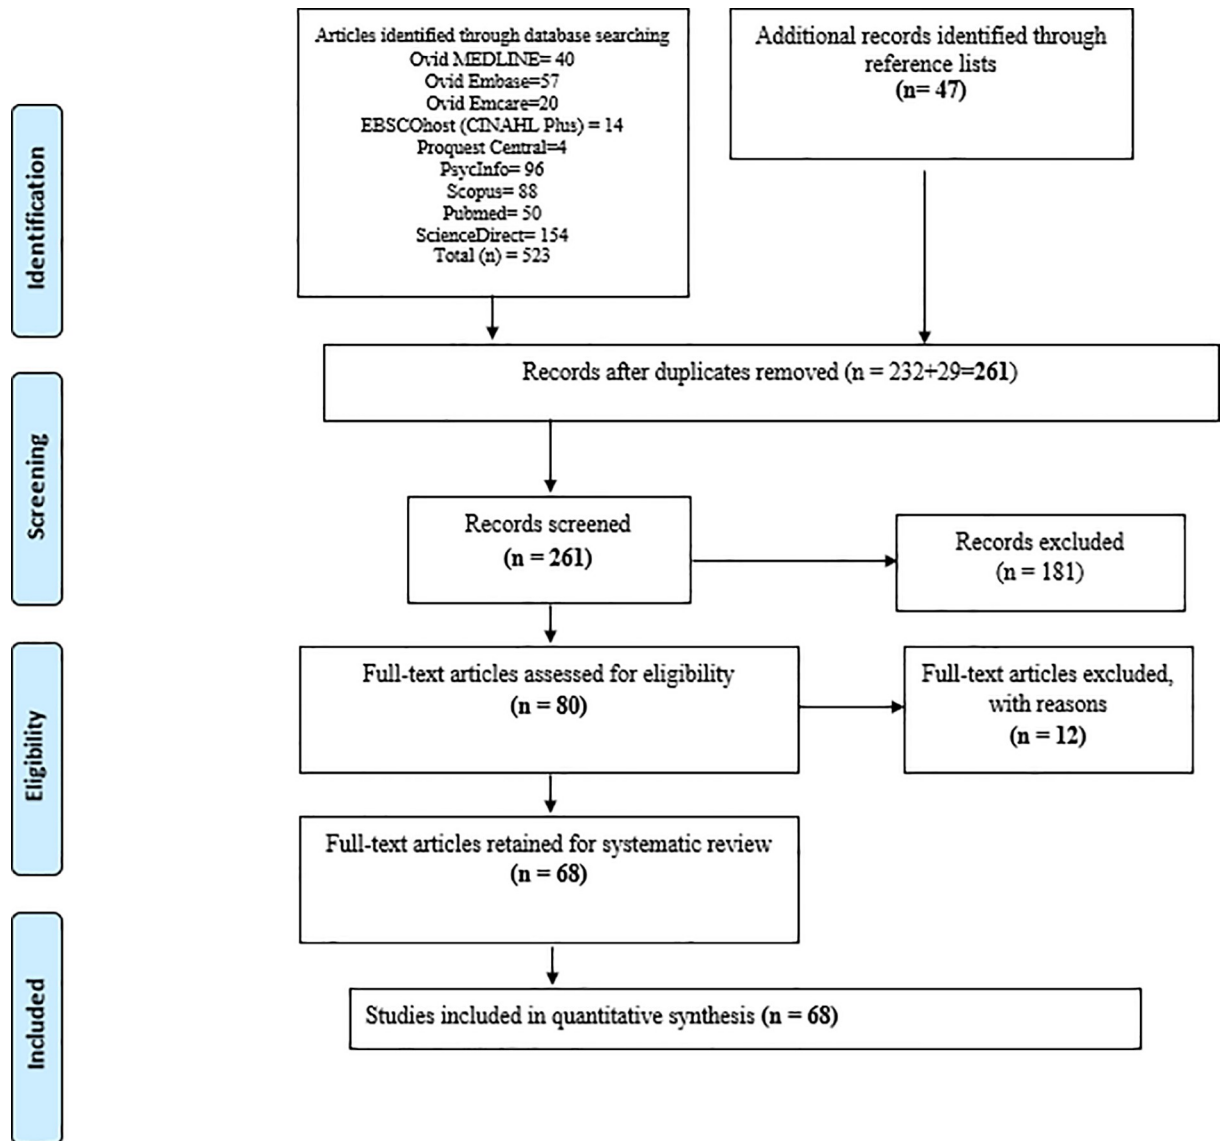 Identification
Articles identified through database searching
Ovid MEDLINE= 40
Ovid Embase=57
Ovid Emcare=20
EBSCOhost (CINAHL Plus) = 14
Proquest Central=4
PsycInfo= 96
Scopus= 88
Pubmed= 50
ScienceDirect= 154
Total (n) = 523
Additional records identified through
reference lists
(n= 47)
Records after duplicates removed (n = 232+29=261)
Screening
Records screened
(n = 261)
Records excluded
(n = 181)
Eligibility
Full-text articles assessed for eligibility
(n = 80)
Full-text articles excluded,
with reasons
(n = 12)
Full-text articles retained for systematic review
(n = 68)
Included
Studies included in quantitative synthesis (n = 68)